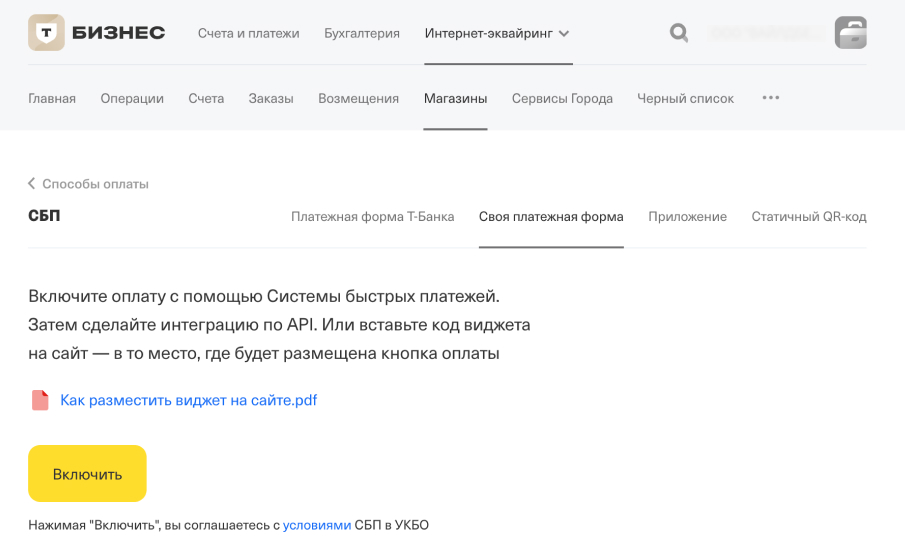 Т БИЗНЕС
Счета и платежи Бухгалтерия Интернет-эквайринг
Главная Операции Счета Заказы Возмещения Магазины Сервисы Города Черный список
Способы оплаты
СБП
Платежная форма Т-Банка Своя платежная форма Приложение Статичный QR-код
Включите оплату с помощью Системы быстрых платежей.
Затем сделайте интеграцию по API. Или вставьте код виджета
на сайт — в то место, где будет размещена кнопка оплаты
Как разместить виджет на сайте.pdf
Включить
Нажимая "Включить", вы соглашаетесь с условиями СБП в УКБО